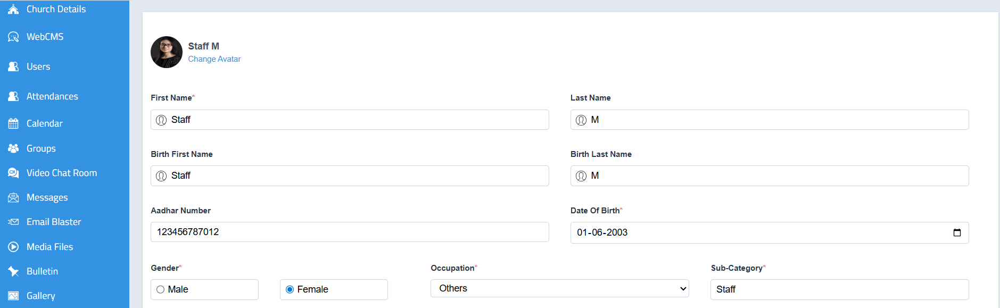 Church Details
WebCMS
Users
Attendances
Calendar
Groups
Video Chat Room
Messages
Email Blaster
Media Files
Bulletin
Gallery
Staff M
Change Avatar
First Name*
Last Name
Staff
M
Birth First Name
Birth Last Name
Staff
M
Aadhar Number
Date Of Birth*
123456787012
01-06-2003
Gender*
Occupation*
Sub-Category*
Male
Female
Others
Staff